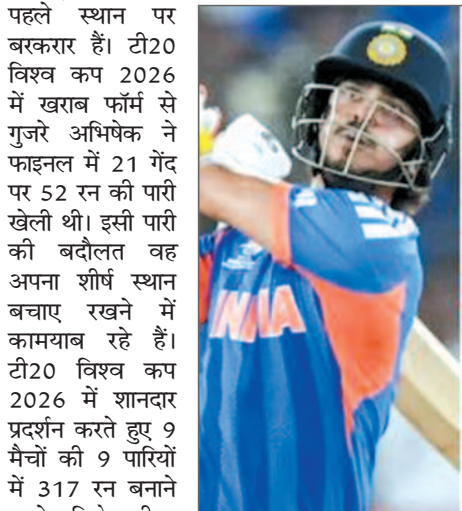 पहले स्थान पर
बरकरार हैं। टी20
विश्व कप 2026
में खराब फॉर्म से
गुजरे अभिषेक ने
फाइनल में 21 गेंद
पर 52 रन की पारी
खेली थी। इसी पारी
की बदौलत वह
अपना शीर्ष स्थान
बचाए रखने में
कामयाब रहे हैं।
टी20 विश्व कप
2026 में शानदार
प्रदर्शन करते हुए 9
मैचों की 9 पारियों
में 317 रन बनाने
INDIA